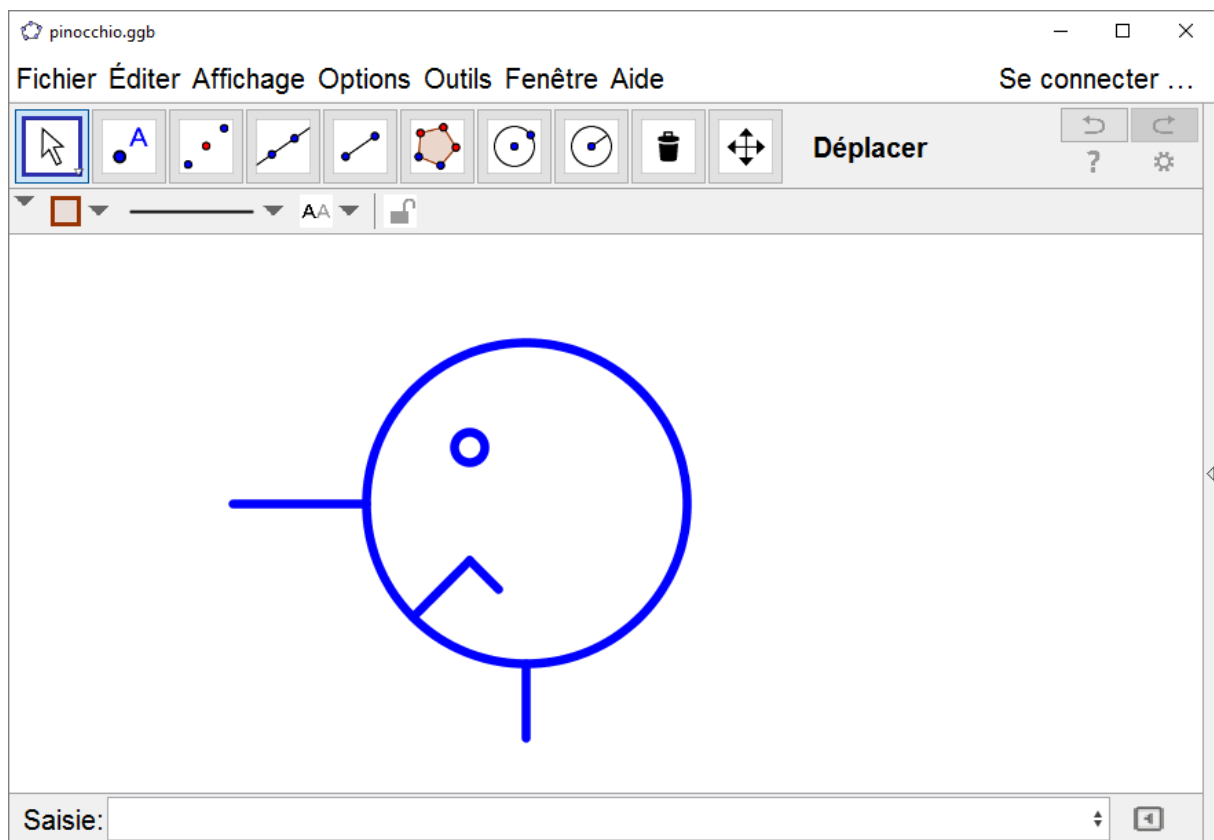 pinocchio.ggb
Fichier Éditer Affichage Options Outils Fenêtre Aide Se connecter ...
A Déplacer ?
AA
Saisie: